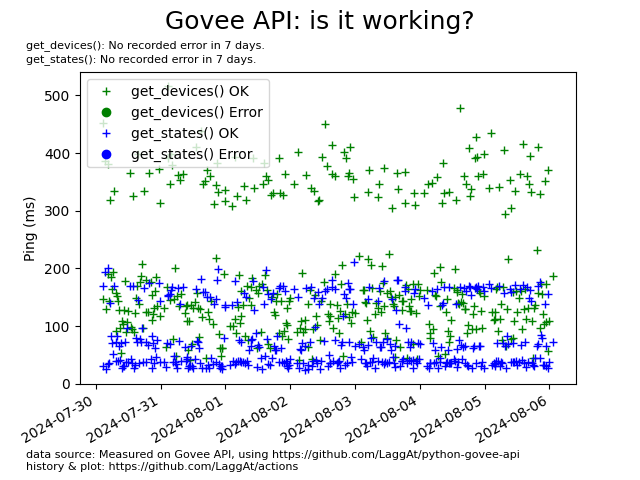 Govee API: is it working?
get_devices(): No recorded error in 7 days.
get_states(): No recorded error in 7 days.
get_devices() OK
get_devices() Error
get_states() OK
get_states() Error
Ping (ms)
500
400
300
200
100
0
2024-07-30
2024-07-31
2024-08-01
2024-08-02
2024-08-03
2024-08-04
2024-08-05
2024-08-06
data source: Measured on Govee API, using https://github.com/LaggAt/python-govee-api
history & plot: https://github.com/LaggAt/actions